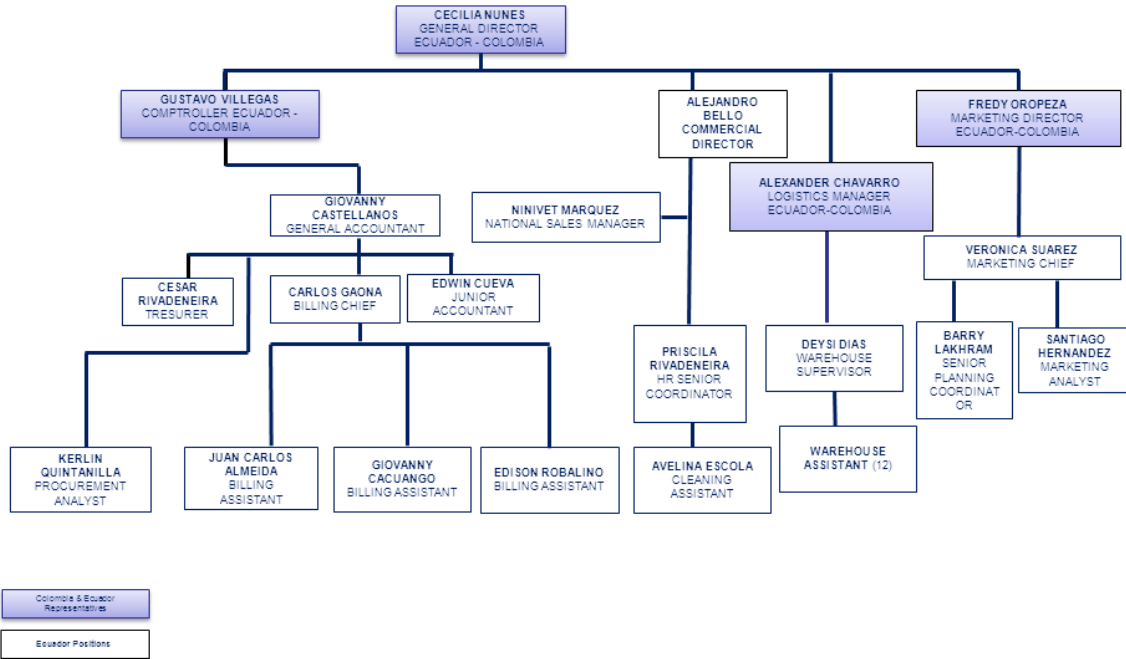 CECILIA NUNES
GENERAL DIRECTOR
ECUADOR - COLOMBIA
GUSTAVO VILLEGAS
COMPTROLLER ECUADOR -
COLOMBIA
ALEJANDRO
BELLO
COMMERCIAL
DIRECTOR
FREDY OROPEZA
MARKETING DIRECTOR
ECUADOR-COLOMBIA
ALEXANDER CHAVARRO
LOGISTICS MANAGER
ECUADOR-COLOMBIA
GIOVANNY
CASTELLANOS
GENERAL ACCOUNTANT
NINIVET MARQUEZ
NATIONAL SALES MANAGER
VERONICA SUAREZ
MARKETING CHIEF
CESAR
RIVADENEIRA
TRESURER
CARLOS GAONA
BILLING CHIEF
EDWIN CUEVA
JUNIOR
ACCOUNTANT
PRISCILA
RIVADENEIRA
HR SENIOR
COORDINATOR
DEYSI DIAS
WAREHOUSE
SUPERVISOR
BARRY
LAKHRAM
SENIOR
PLANNING
COORDINAT
OR
SANTIAGO
HERNANDEZ
MARKETING
ANALYST
KERLIN
QUINTANILLA
PROCUREMENT
ANALYST
JUAN CARLOS
ALMEIDA
BILLING
ASSISTANT
GIOVANNY
CACUANGO
BILLING ASSISTANT
EDISON ROBALINO
BILLING ASSISTANT
AVELINA ESCOLA
CLEANING
ASSISTANT
WAREHOUSE
ASSISTANT (12)
Colombia & Ecuador
Representatives
Ecuador Positions